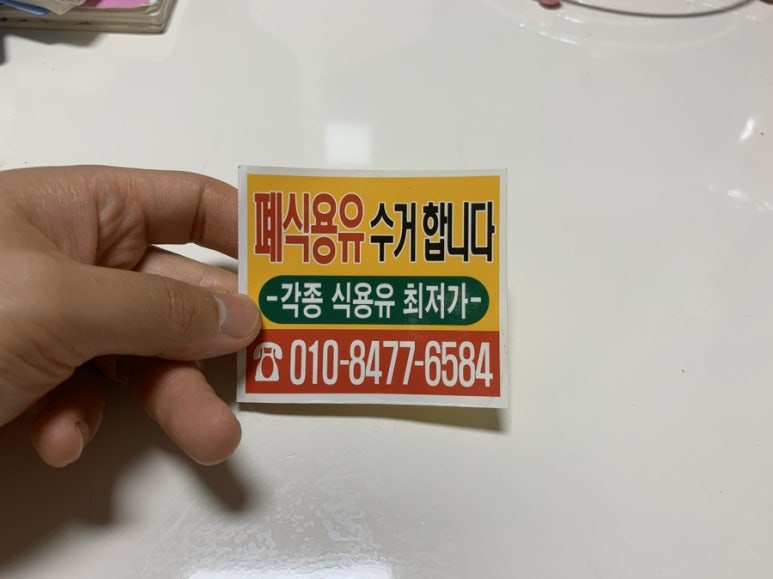 폐식용유 수거 합니다
-각종 식용유 최저가-
☎ 010-8477-6584